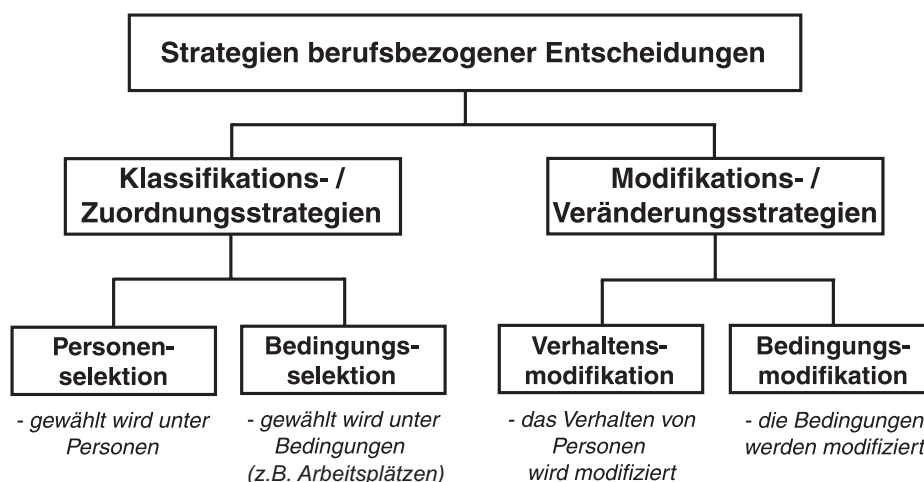 Strategien berufsbezogener Entscheidungen
Klassifikations- /
Zuordnungsstrategien
Modifikations- /
Veränderungsstrategien
Personen-
selektion
Bedingungs-
selektion
Verhaltens-
modifikation
Bedingungs-
modifikation
- gewählt wird unter
Personen
- gewählt wird unter
Bedingungen
(z.B. Arbeitsplätzen)
- das Verhalten von
Personen
wird modifiziert
- die Bedingungen
werden modifiziert